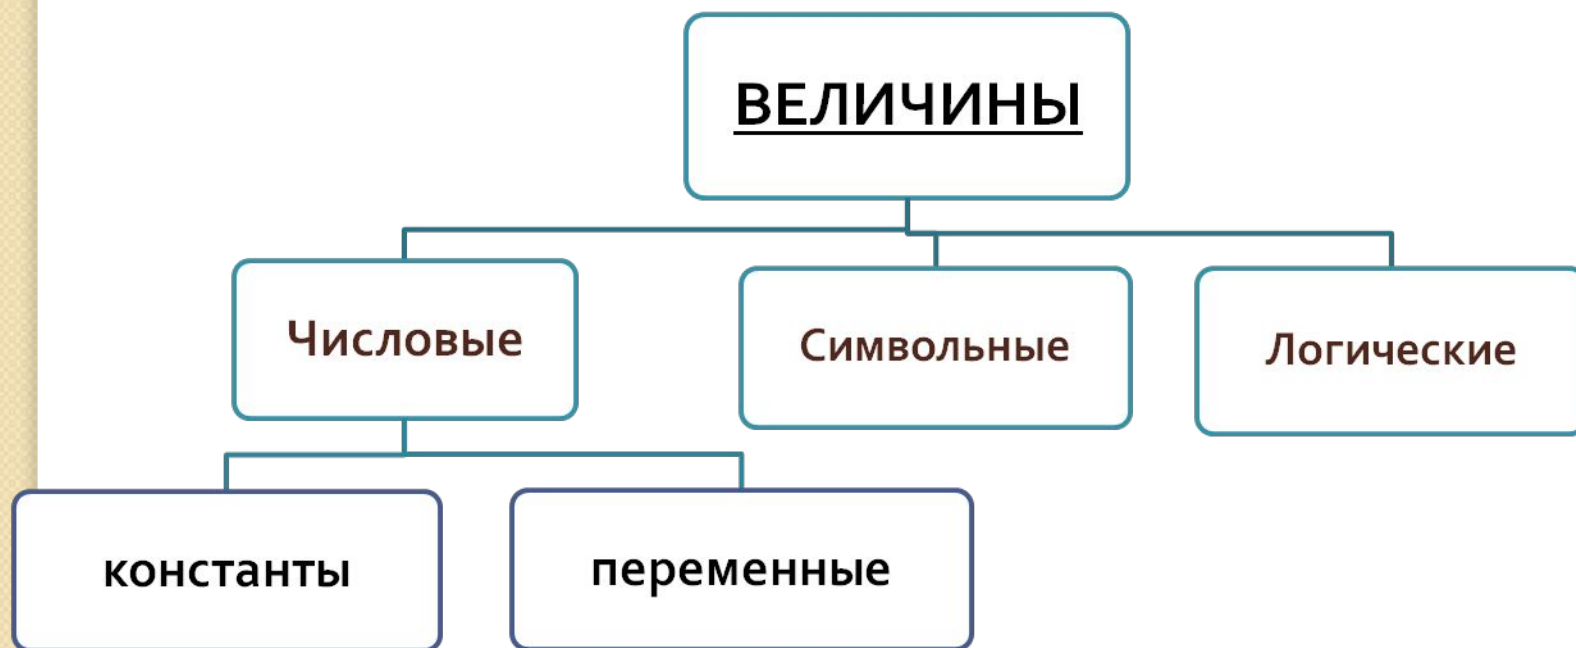 ВЕЛИЧИНЫ
Числовые
Символьные
Логические
константы
переменные